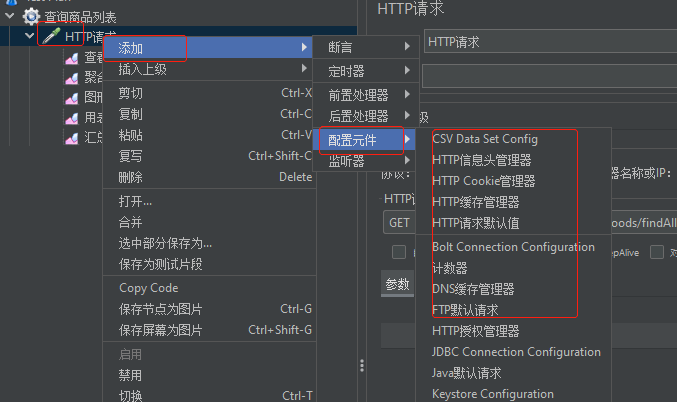 查询商品列表
HTTP请求
查看
聚合
图形
用表
汇总
添加
插入上级
剪切 Ctrl-X
复制 Ctrl-C
粘贴 Ctrl-V
复写 Ctrl+Shift-C
删除 Delete
打开...
合并
选中部分保存为...
保存为测试片段
Copy Code
保存节点为图片 Ctrl-G
保存屏幕为图片 Ctrl+Shift-G
启用
禁用
切换 Ctrl-T
断言
定时器
前置处理器
后置处理器
配置元件
监听器
CSV Data Set Config
HTTP信息头管理器
HTTP Cookie管理器
HTTP缓存管理器
HTTP请求默认值
Bolt Connection Configuration
计数器
DNS缓存管理器
FTP默认请求
HTTP授权管理器
JDBC Connection Configuration
Java默认请求
Keystore Configuration
HTTP请求
HTTP请求
级
协议：
器名称或IP：
HTTP请
GET
oods/findAll
epAlive
对
参数